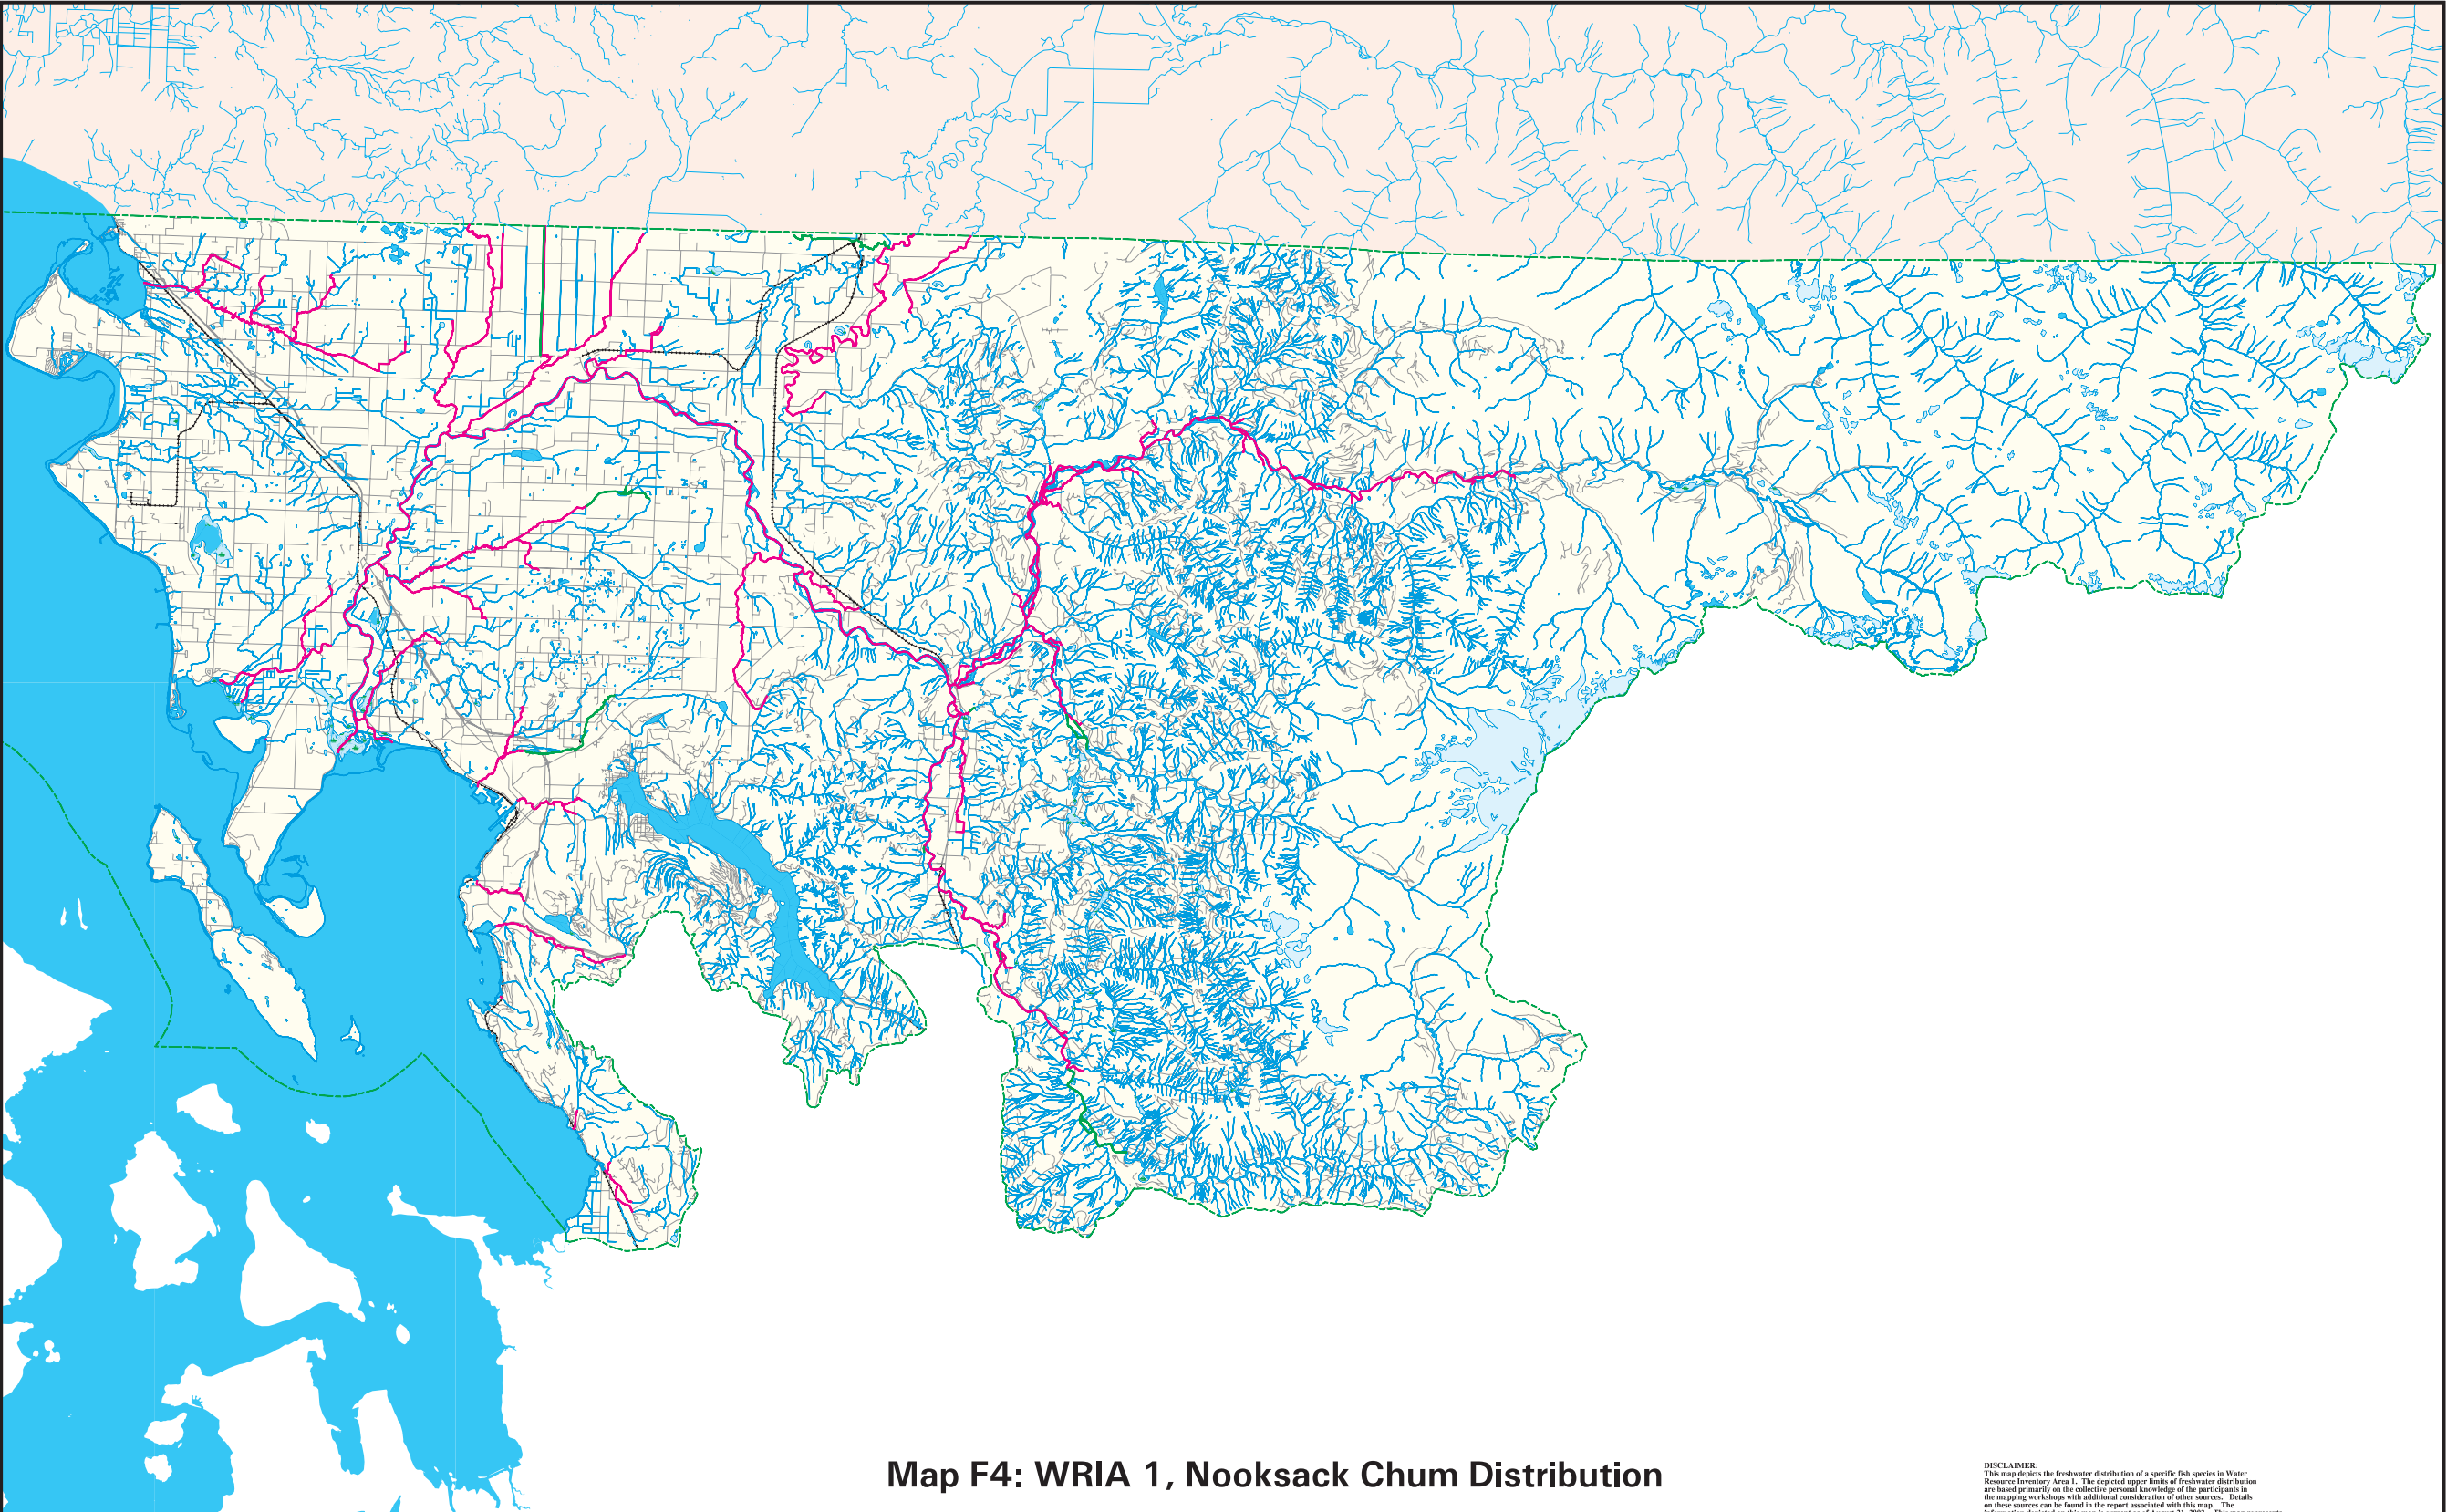 Map F4: WRIA 1, Nooksack Chum Distribution
DISCLAIMER:
This map depicts the freshwater distribution of a specific fish species in Water
Resource Inventory Area 1. The depicted upper limits of freshwater distribution
are based primarily on the collective personal knowledge of the participants in
the mapping workshops with additional consideration of other sources. Details
on these sources can be found in the report associated with this map. The